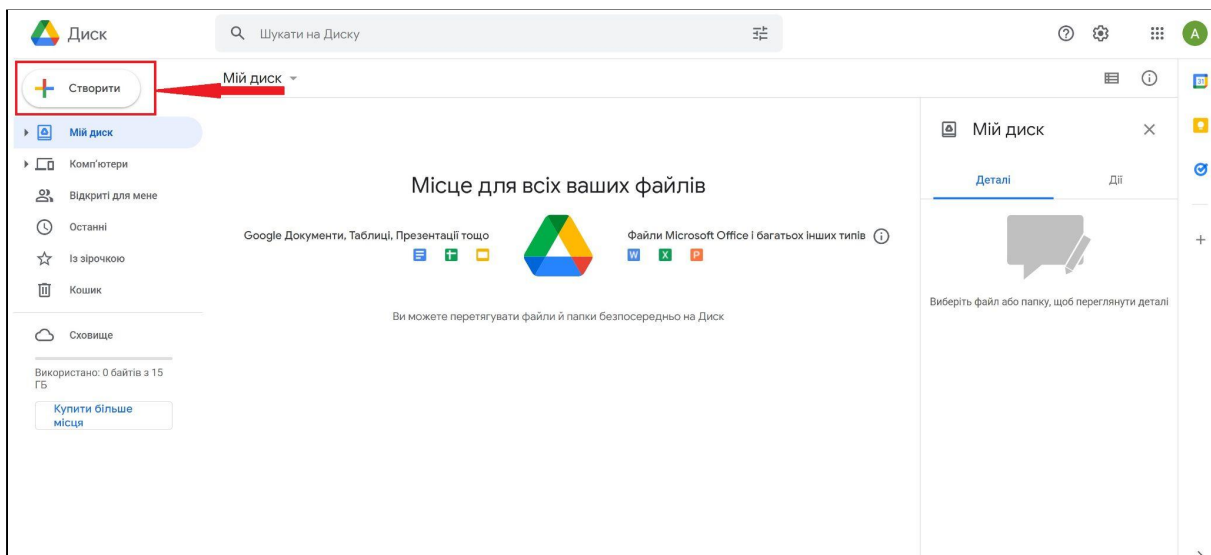 Диск
Шукати на Диску
A
Створити
Мій диск
31
Мій диск
Комп'ютери
Відкриті для мене
Останні
Із зірочкою
Кошик
Сховище
Використано: 0 байтів з 15
ГБ
Купити більше
місця
Місце для всіх ваших файлів
Google Документи, Таблиці, Презентації тощо
Файли Microsoft Office і багатьох інших типів
W X P
Ви можете перетягувати файли й папки безпосередньо на Диск
Мій диск
Деталі Дії
Виберіть файл або папку, щоб переглянути деталі